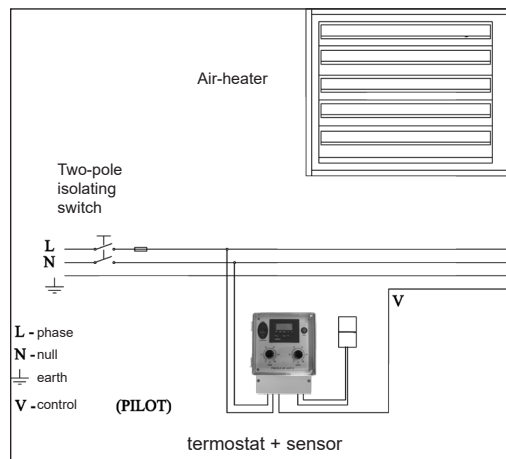 Air-heater
Two-pole
isolating
switch
L
N
V
L - phase
N - null
earth
V - control (PILOT)
termostat + sensor